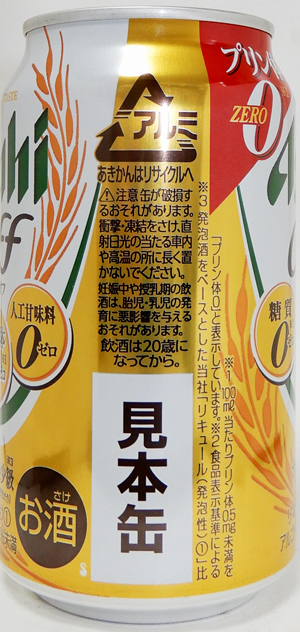 アルミ
あきかんはリサイクルへ
⚠注意 缶が破損す
るおそれがあります。
衝撃・凍結をさけ、直
射日光の当たる車内
や高温の所に長く置
かないでください。
妊娠中や授乳期の飲
酒は、胎児・乳児の発
育に悪影響を与える
おそれがあります。
飲酒は20歳に
なってから。
見本缶
プリン
ZERO
0
※1 100ml当たりプリン体0.5mg未満を
「プリン体0」と表示しています。※2食品表示基準による
※3 発泡酒をベースとした当社「リキュール(発泡性)①」比
糖質
人工甘味料
0ゼロ
お酒
さけ
S